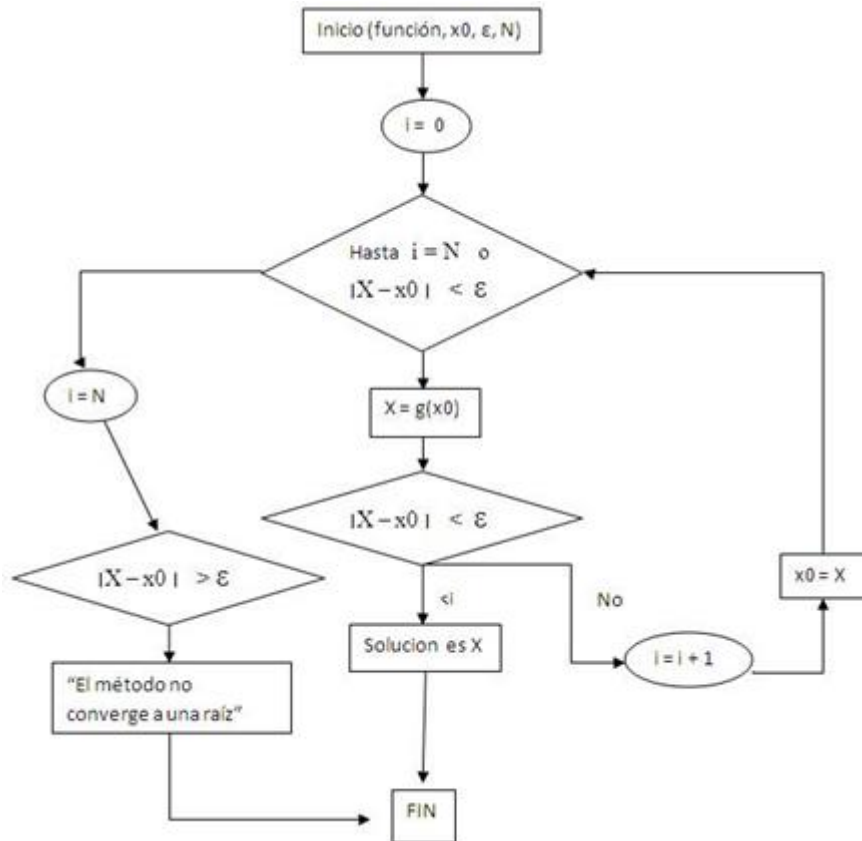 Inicio (función, x0, ε, N)
i = 0
Hasta i = N o
|X – x0| < ε
i = N
X = g(x0)
|X – x0| < ε
|X – x0| > ε
x0 = X
<i
No
Solucion es X
i = i + 1
“El método no
converge a una raíz”
FIN